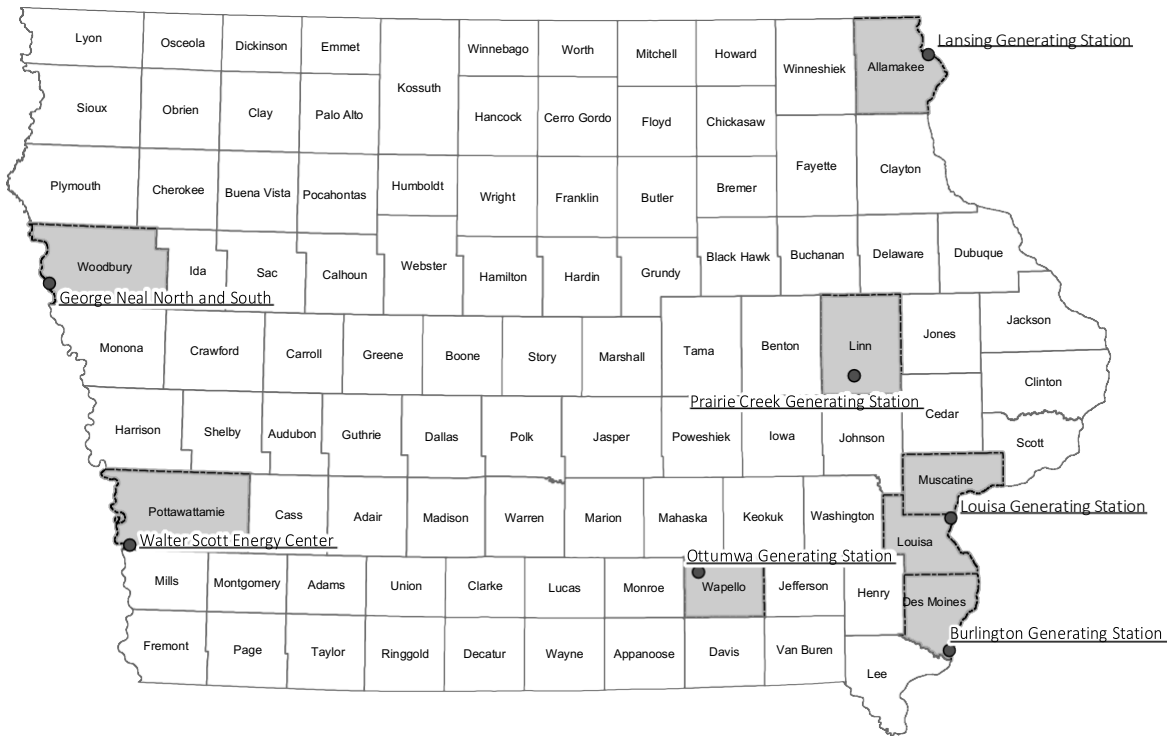 Lyon
Osceola
Dickinson
Emmet
Kossuth
Winnebago
Worth
Mitchell
Howard
Winneshiek
Allamakee
Lansing Generating Station
Sioux
Obrien
Clay
Palo Alto
Hancock
Cerro Gordo
Floyd
Chickasaw
Fayette
Clayton
Plymouth
Cherokee
Buena Vista
Pocahontas
Humboldt
Wright
Franklin
Butler
Bremer
Woodbury
Ida
Sac
Calhoun
Webster
Hamilton
Hardin
Grundy
Black Hawk
Buchanan
Delaware
Dubuque
George Neal North and South
Monona
Crawford
Carroll
Greene
Boone
Story
Marshall
Tama
Benton
Linn
Jones
Jackson
Clinton
Prairie Creek Generating Station
Harrison
Shelby
Audubon
Guthrie
Dallas
Polk
Jasper
Poweshiek
Iowa
Johnson
Cedar
Scott
Muscatine
Louisa Generating Station
Pottawattamie
Cass
Adair
Madison
Warren
Marion
Mahaska
Keokuk
Washington
Louisa
Walter Scott Energy Center
Ottumwa Generating Station
Mills
Montgomery
Adams
Union
Clarke
Lucas
Monroe
Wapello
Jefferson
Henry
Des Moines
Burlington Generating Station
Fremont
Page
Taylor
Ringgold
Decatur
Wayne
Appanoose
Davis
Van Buren
Lee